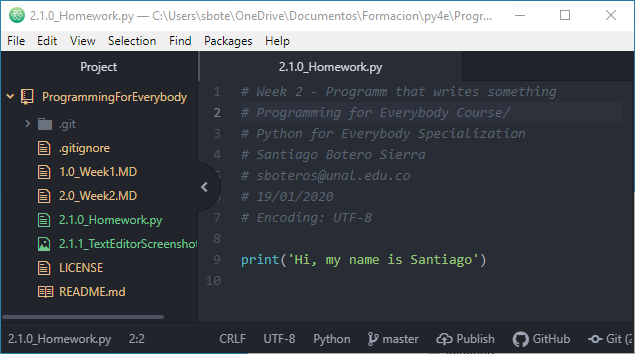 2.1.0_Homework.py — C:\Users\sbote\OneDrive\Documentos\Formacion\py4e\Progr...
File Edit View Selection Find Packages Help
Project
ProgrammingForEverybody
.git
.gitignore
1.0_Week1.MD
2.0_Week2.MD
2.1.0_Homework.py
2.1.1_TextEditorScreenshot
LICENSE
README.md
2.1.0_Homework.py
1 # Week 2 - Programm that writes something
2 # Programming for Everybody Course/
3 # Python for Everybody Specialization
4 # Santiago Botero Sierra
5 # sboteros@unal.edu.co
6 # 19/01/2020
7 # Encoding: UTF-8
8
9 print('Hi, my name is Santiago')
10
2.1.0_Homework.py 2:2 CRLF UTF-8 Python master Publish GitHub Git (2